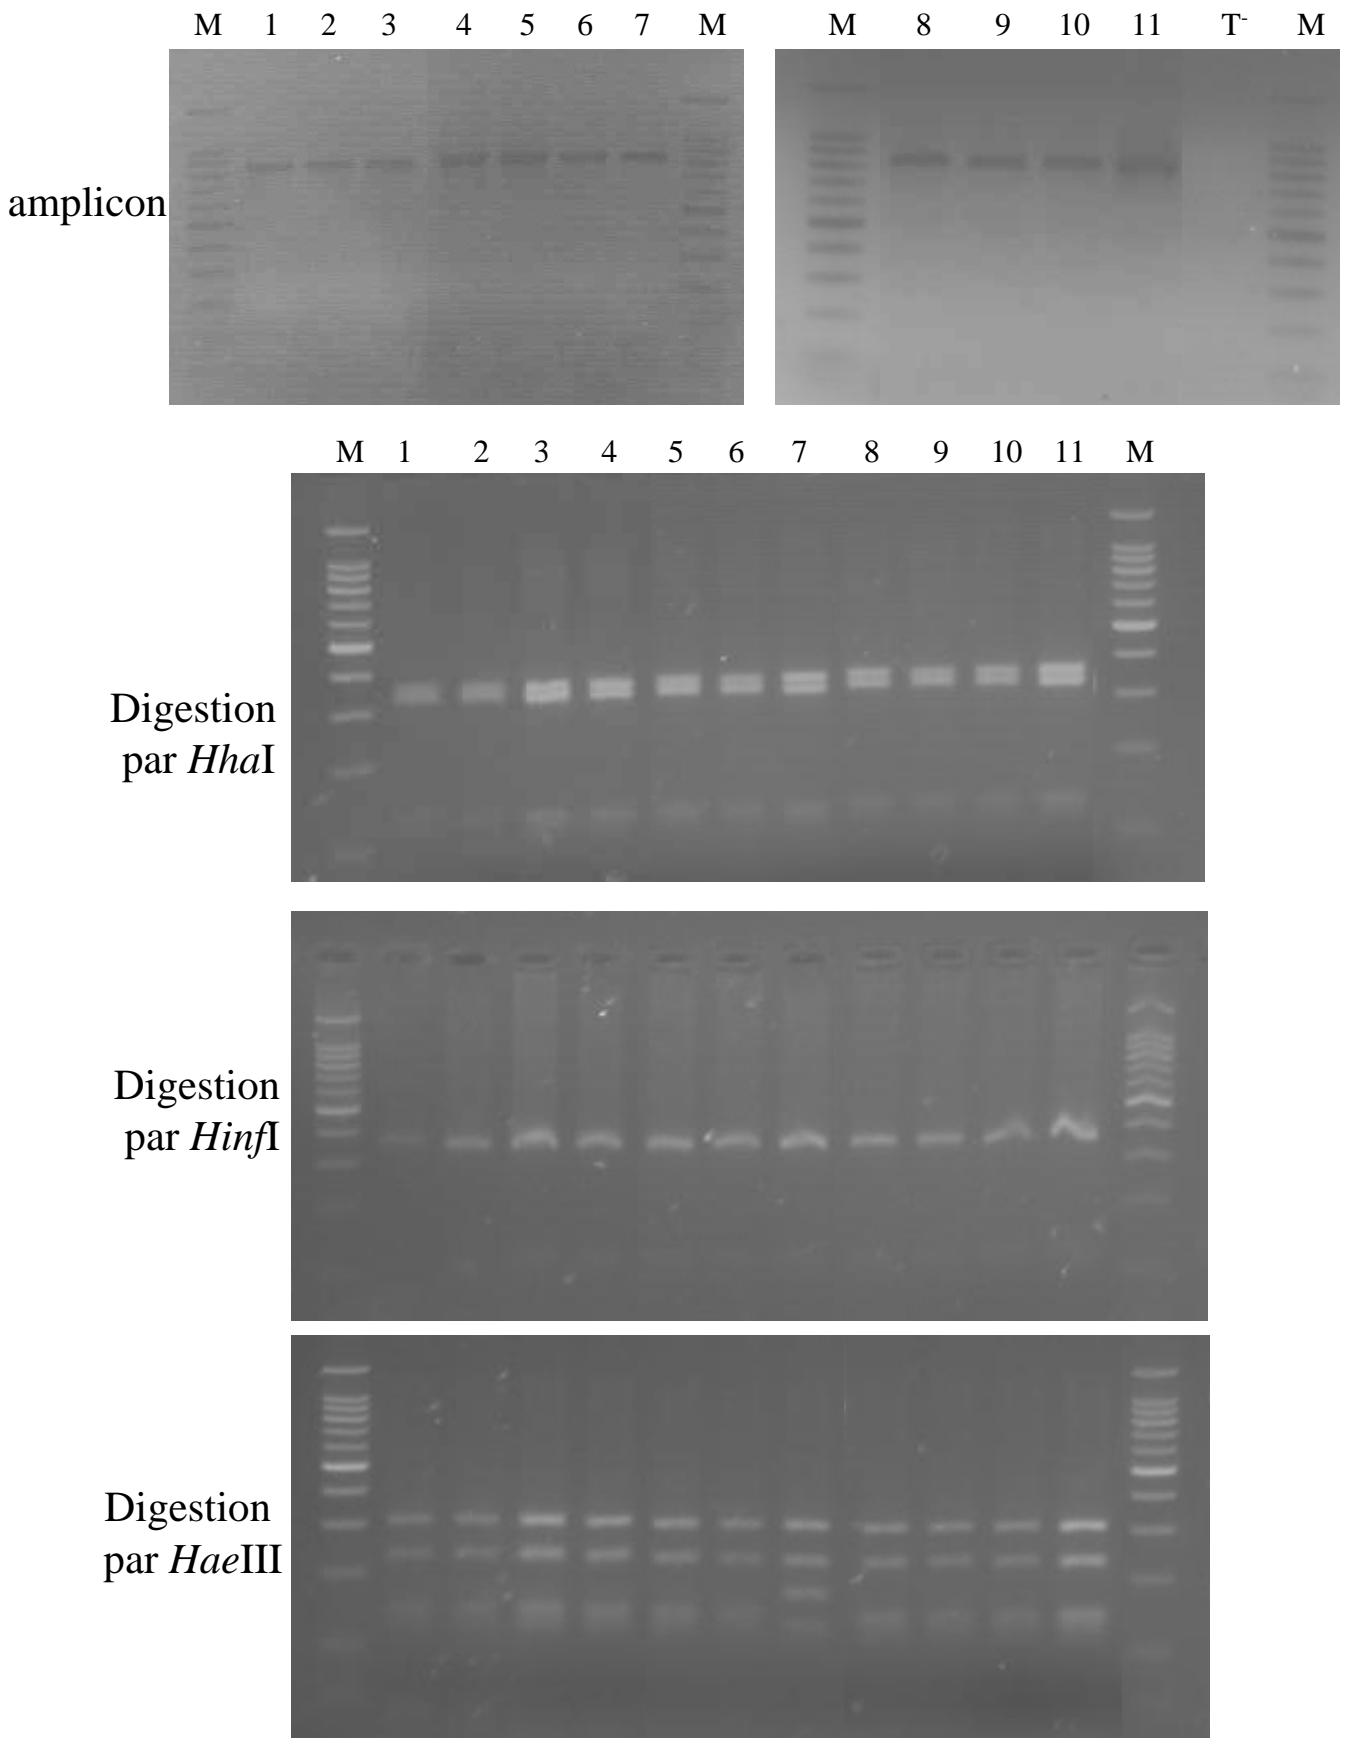 M 1 2 3 4 5 6 7 M M 8 9 10 11 T- M
amplicon
M 1 2 3 4 5 6 7 8 9 10 11 M
Digestion
par HhaI
Digestion
par HinfI
Digestion
par HaeIII